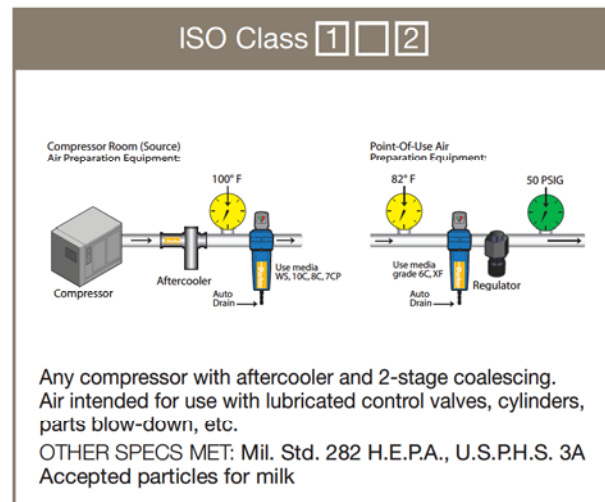 ISO Class 1 2
Compressor Room (Source)
Air Preparation Equipment:
Point-Of-Use Air
Preparation Equipment:
100° F
82° F
50 PSIG
Compressor
Aftercooler
Use media
WS, 10C, 8C, 7CP
Auto
Drain
Use media
grade 6C, XF
Auto
Drain
Regulator
Any compressor with aftercooler and 2-stage coalescing.
Air intended for use with lubricated control valves, cylinders,
parts blow-down, etc.
OTHER SPECS MET: Mil. Std. 282 H.E.P.A., U.S.P.H.S. 3A
Accepted particles for milk